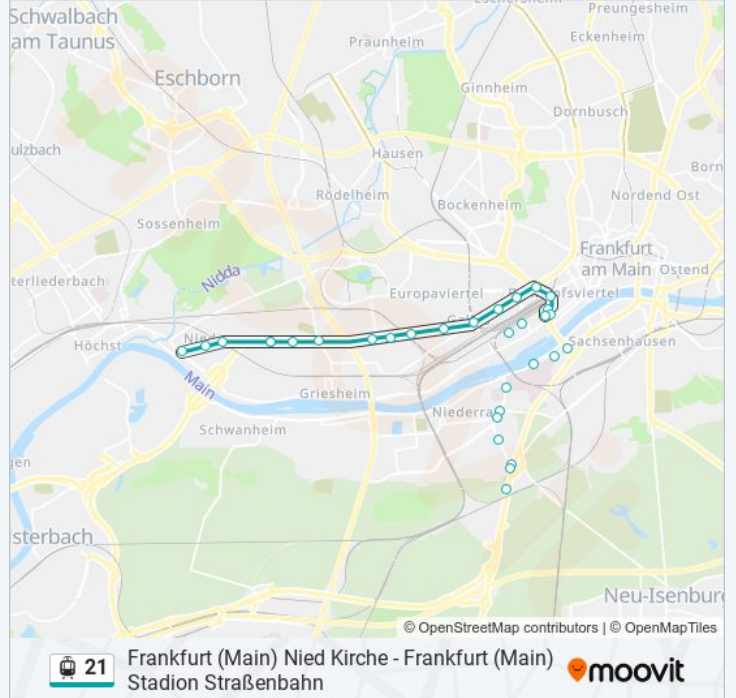 Eschersheim
Preungesheim
Schwalbach
am Taunus
Praunheim
Eckenheim
Eschborn
Ginnheim
Dornbusch
ulzbach
Hausen
Born
Rödelheim
Nordend Ost
Bockenheim
Sossenheim
Frankfurt
am Main
Ostend
terliederbach
Nidda
Europaviertel
Höchst
Sachsenhausen
Main
Griesheim
Niederra
Schwanheim
gen
sterbach
Neu-Isenburg
© OpenStreetMap contributors | © OpenMapTiles
21
Frankfurt (Main) Nied Kirche - Frankfurt (Main)
Stadion Straßenbahn
moovit